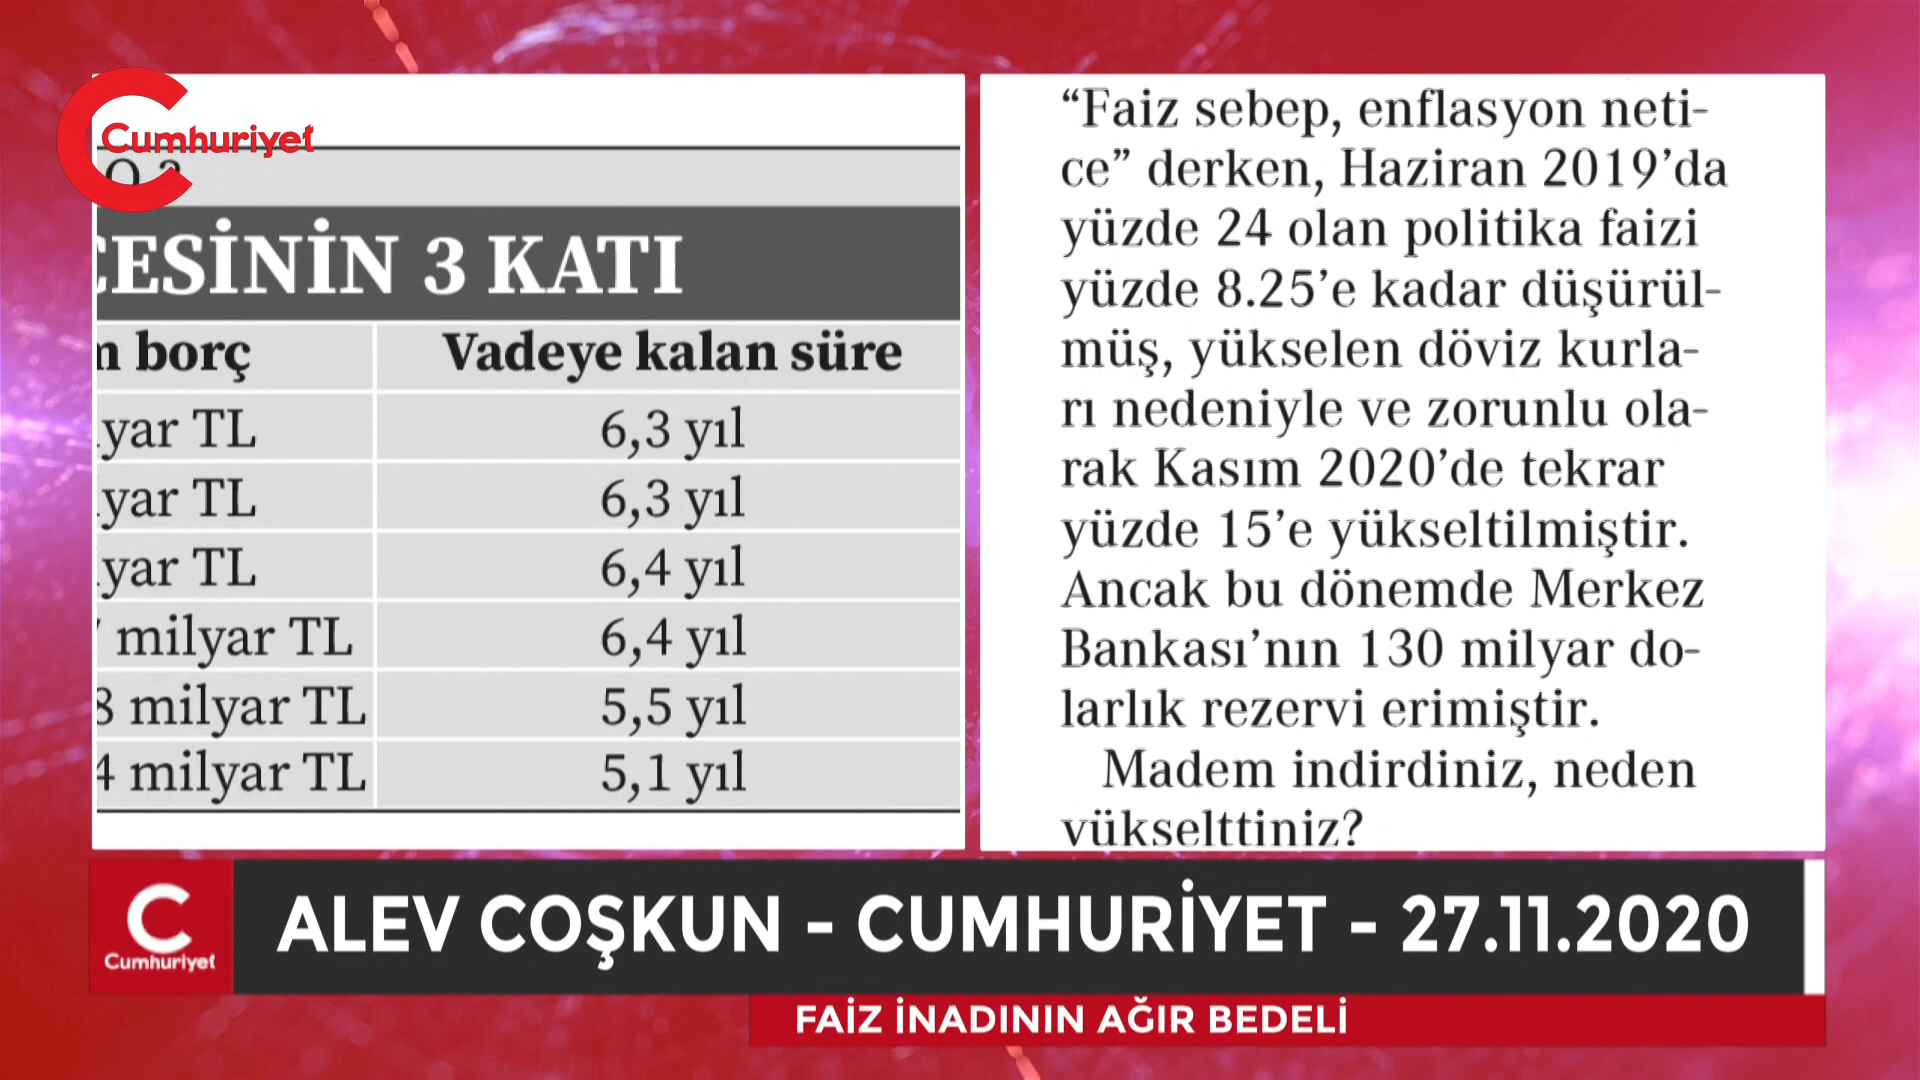 Cumhuriyet
CESİNİN 3 KATI
borç Vadeye kalan süre
yar TL 6,3 yıl
yar TL 6,3 yıl
yar TL 6,4 yıl
milyar TL 6,4 yıl
8 milyar TL 5,5 yıl
4 milyar TL 5,1 yıl
“Faiz sebep, enflasyon neti-
ce” derken, Haziran 2019’da
yüzde 24 olan politika faizi
yüzde 8.25’e kadar düşürül-
müş, yükselen döviz kurla-
rı nedeniyle ve zorunlu ola-
rak Kasım 2020’de tekrar
yüzde 15’e yükseltilmiştir.
Ancak bu dönemde Merkez
Bankası’nın 130 milyar do-
larlık rezervi erimiştir.
Madem indirdiniz, neden
yükselttiniz?
Cumhuriyet
ALEV COŞKUN - CUMHURİYET - 27.11.2020
FAİZ İNADININ AĞIR BEDELİ